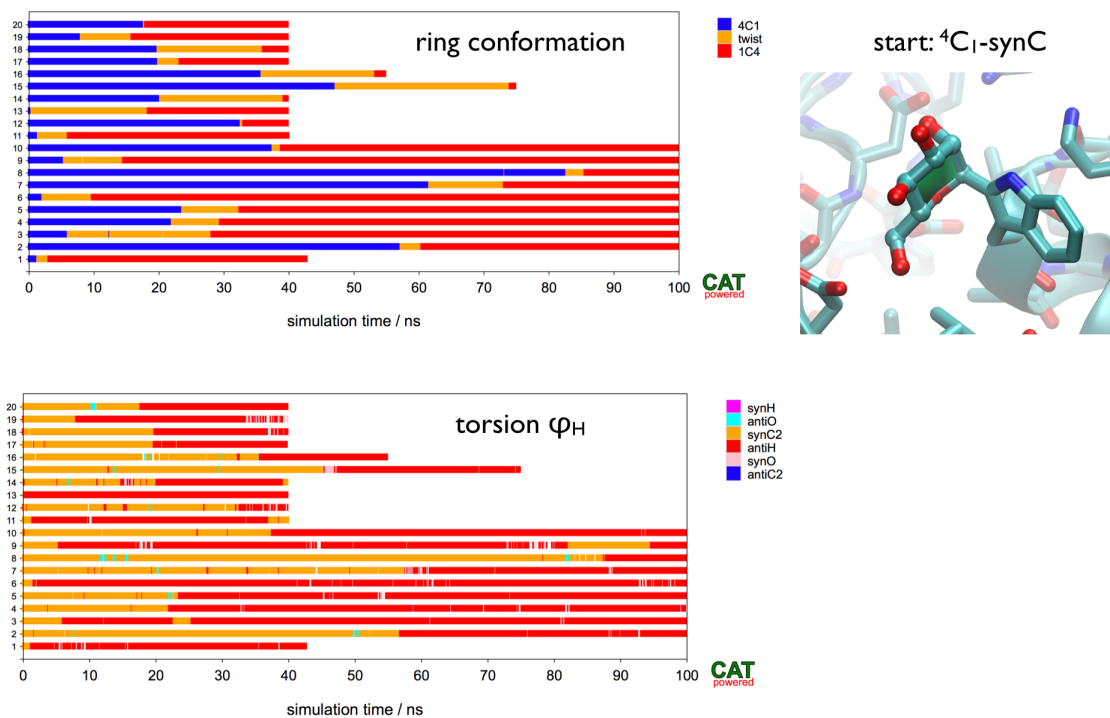 ring conformation
20
19
18
17
16
15
14
13
12
11
10
9
8
7
6
5
4
3
2
1
0 10 20 30 40 50 60 70 80 90 100
simulation time / ns
4C1
twist
1C4
CAT
powered
start: ⁴C₁-synC
torsion φH
20
19
18
17
16
15
14
13
12
11
10
9
8
7
6
5
4
3
2
1
0 10 20 30 40 50 60 70 80 90 100
simulation time / ns
synH
antiO
synC2
antiH
synO
antiC2
CAT
powered